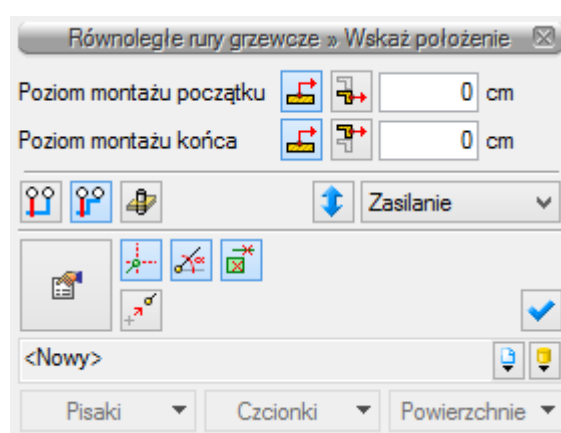 Równoległe rury grzewcze » Wskaż położenie
Poziom montażu początku 0 cm
Poziom montażu końca 0 cm
Zasilanie
<Nowy>
Pisaki Czcionki Powierzchnie